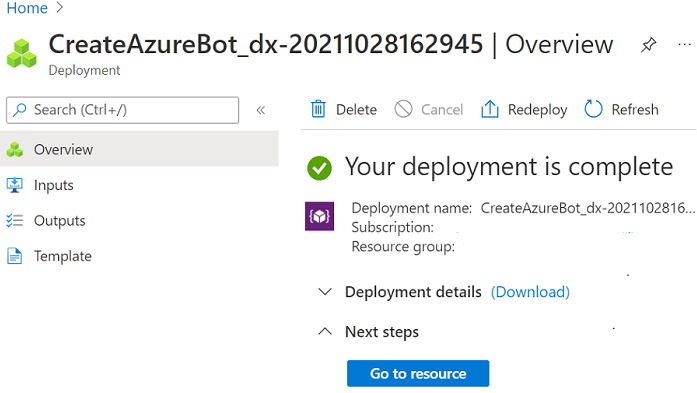 Home >
CreateAzureBot_dx-20211028162945 | Overview
Deployment
Search (Ctrl+/)
Delete Cancel Redeploy Refresh
Overview
Inputs
Outputs
Template
Your deployment is complete
Deployment name: CreateAzureBot_dx-2021102816...
Subscription:
Resource group:
Deployment details (Download)
Next steps
Go to resource